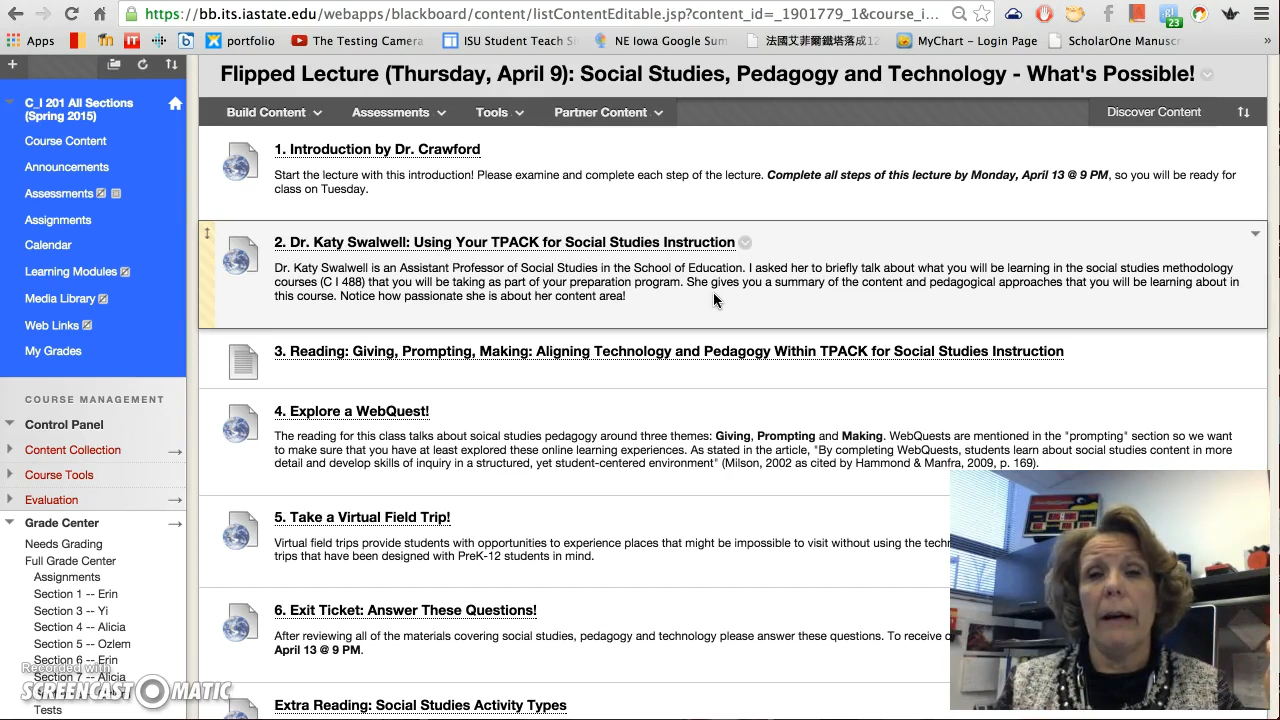 https://bb.its.iastate.edu/webapps/blackboard/content/listContentEditable.jsp?content_id=_1901779_1&course_i...
Apps
portfolio
The Testing Camera
ISU Student Teach Si
NE Iowa Google Sum
法國艾菲爾鐵塔落成12
MyChart - Login Page
ScholarOne Manuscr
»
23
C_I 201 All Sections
(Spring 2015)
Course Content
Announcements
Assessments
Assignments
Calendar
Learning Modules
Media Library
Web Links
My Grades
COURSE MANAGEMENT
Control Panel
Content Collection
Course Tools
Evaluation
Grade Center
Needs Grading
Full Grade Center
Assignments
Section 1 -- Erin
Section 3 -- Yi
Section 4 -- Alicia
Section 5 -- Ozlem
Section 6 -- Erin
Section 7 -- Alicia
Tests
Recorded with
SCREENCAST MATIC
Flipped Lecture (Thursday, April 9): Social Studies, Pedagogy and Technology - What's Possible!
Build Content
Assessments
Tools
Partner Content
Discover Content
1. Introduction by Dr. Crawford
Start the lecture with this introduction! Please examine and complete each step of the lecture. Complete all steps of this lecture by Monday, April 13 @ 9 PM, so you will be ready for
class on Tuesday.
2. Dr. Katy Swalwell: Using Your TPACK for Social Studies Instruction
Dr. Katy Swalwell is an Assistant Professor of Social Studies in the School of Education. I asked her to briefly talk about what you will be learning in the social studies methodology
courses (C I 488) that you will be taking as part of your preparation program. She gives you a summary of the content and pedagogical approaches that you will be learning about in
this course. Notice how passionate she is about her content area!
3. Reading: Giving, Prompting, Making: Aligning Technology and Pedagogy Within TPACK for Social Studies Instruction
4. Explore a WebQuest!
The reading for this class talks about soicał studies pedagogy around three themes: Giving, Prompting and Making. WebQuests are mentioned in the "prompting" section so we want
to make sure that you have at least explored these online learning experiences. As stated in the article, "By completing WebQuests, students learn about social studies content in more
detail and develop skills of inquiry in a structured, yet student-centered environment" (Milson, 2002 as cited by Hammond & Manfra, 2009, p. 169).
5. Take a Virtual Field Trip!
Virtual field trips provide students with opportunities to experience places that might be impossible to visit without using the techn
trips that have been designed with PreK-12 students in mind.
6. Exit Ticket: Answer These Questions!
After reviewing all of the materials covering social studies, pedagogy and technology please answer these questions. To receive c
April 13 @ 9 PM.
Extra Reading: Social Studies Activity Types